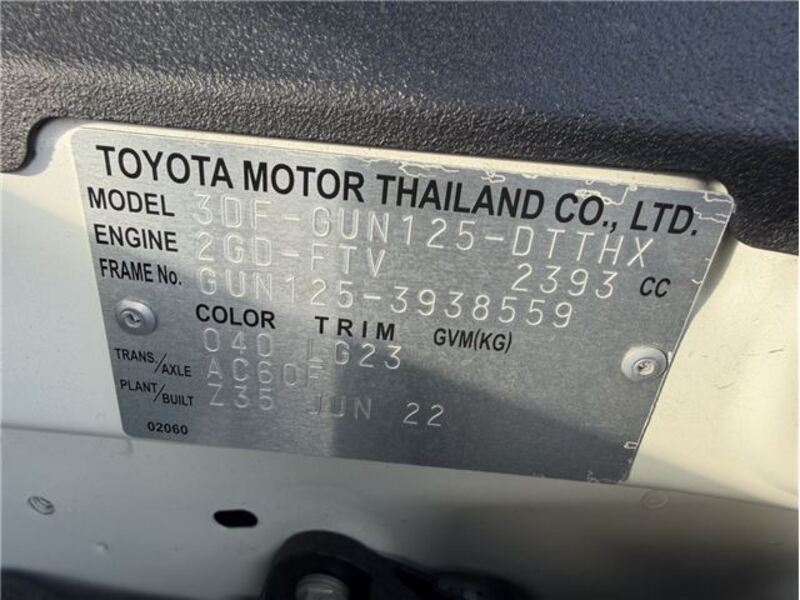 TOYOTA MOTOR THAILAND CO., LTD.
MODEL 3DF-GUN125-DTTHX
ENGINE 2GD-FTV 2393 CC
FRAME No. GUN125-3938559
COLOR TRIM GVM(KG)
040 LG23
TRANS./AXLE AC60F
PLANT/BUILT Z35 JUN 22
02060